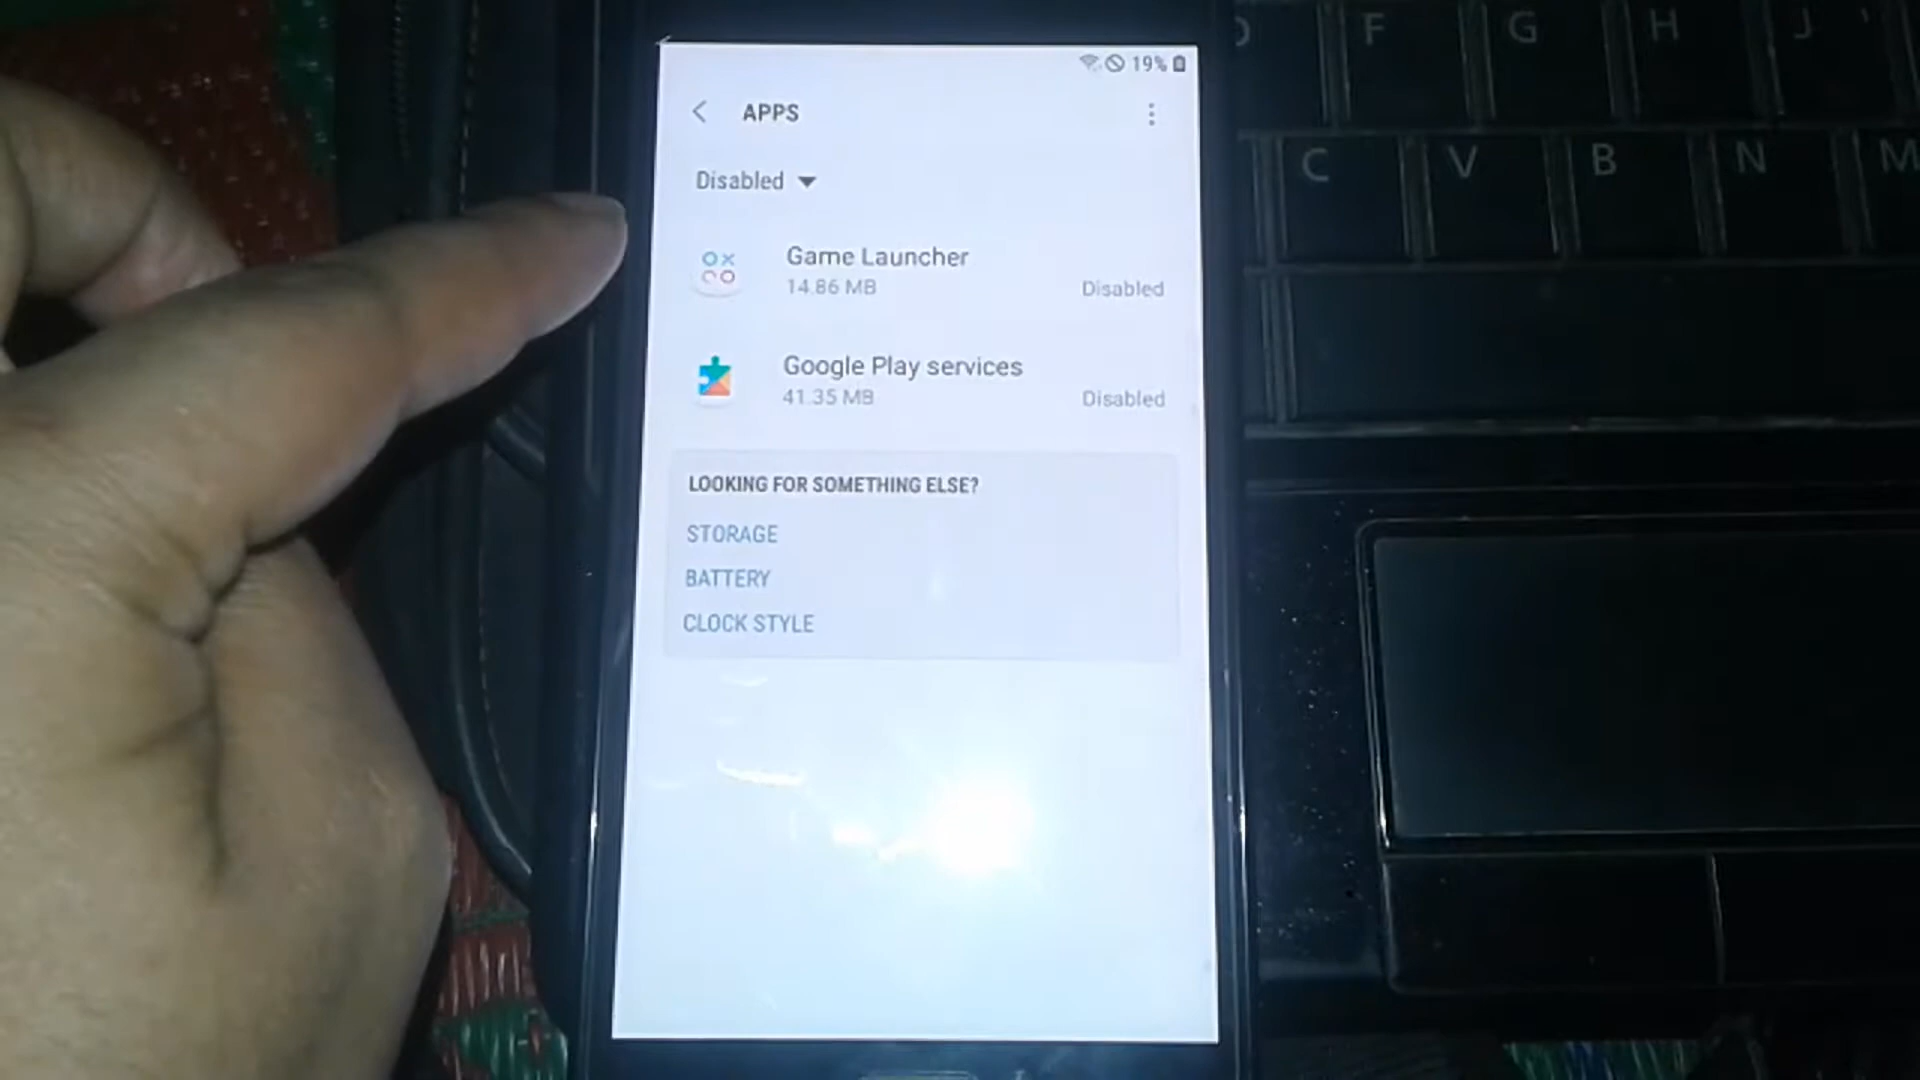 19%
APPS
Disabled
Game Launcher
14.86 MB
Disabled
Google Play services
41.35 MB
Disabled
LOOKING FOR SOMETHING ELSE?
STORAGE
BATTERY
CLOCK STYLE
F G H J
C V B N M